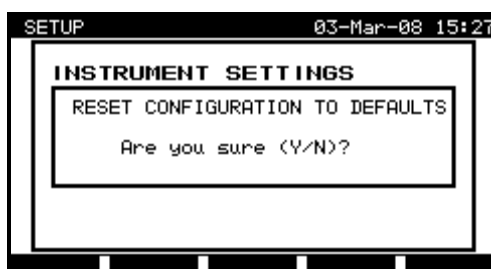 SETUP 03-Mar-08 15:27
INSTRUMENT SETTINGS
RESET CONFIGURATION TO DEFAULTS
Are you sure (Y/N)?